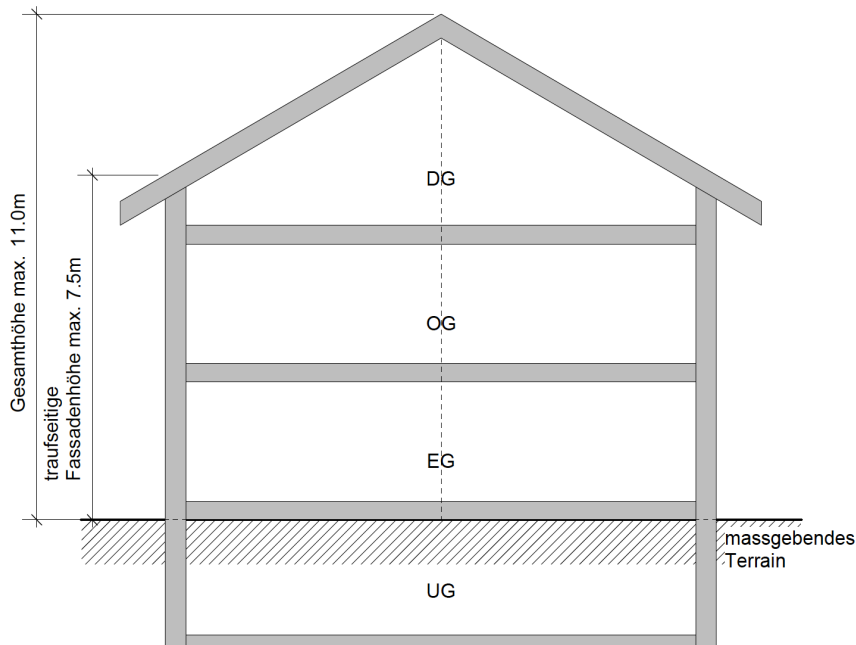 Gesamthöhe max. 11.0m
traufseitige
Fassadenhöhe max. 7.5m
DG
OG
EG
massgebendes
Terrain
UG